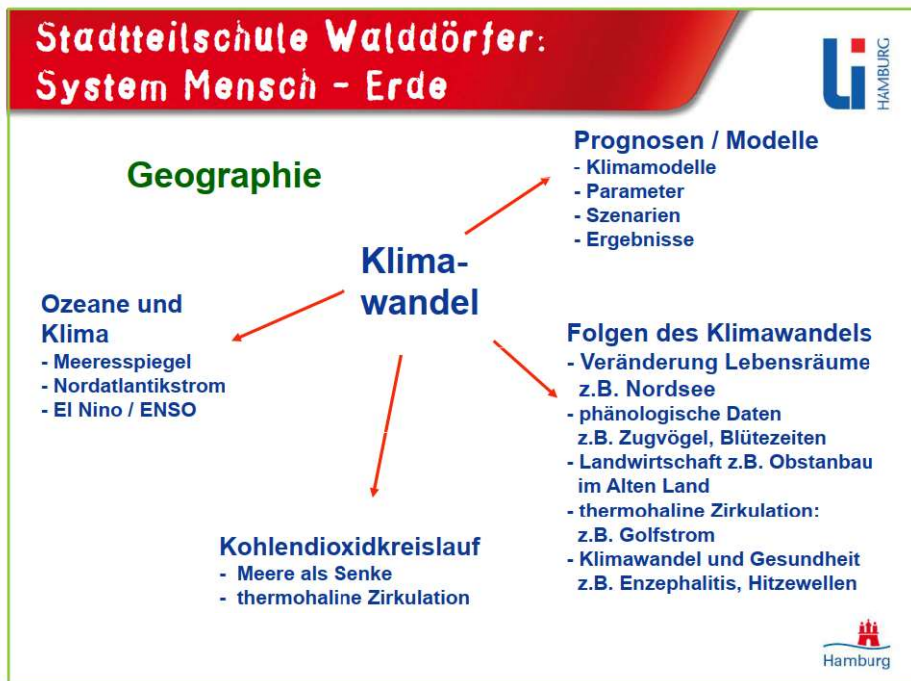 Stadtteilschule Walddörfer:
System Mensch - Erde
Li
HAMBURG
Geographie
Prognosen / Modelle
- Klimamodelle
- Parameter
- Szenarien
- Ergebnisse
Klima-
wandel
Ozeane und
Klima
- Meeresspiegel
- Nordatlantikstrom
- El Nino / ENSO
Folgen des Klimawandels
- Veränderung Lebensräume
z.B. Nordsee
- phänologische Daten
z.B. Zugvögel, Blütezeiten
- Landwirtschaft z.B. Obstanbau
im Alten Land
- thermohaline Zirkulation:
z.B. Golfstrom
- Klimawandel und Gesundheit
z.B. Enzephalitis, Hitzewellen
Kohlendioxidkreislauf
- Meere als Senke
- thermohaline Zirkulation
Hamburg